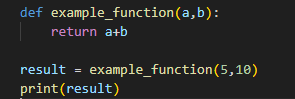 def example_function(a,b):
    return a+b

result = example_function(5,10)
print(result)